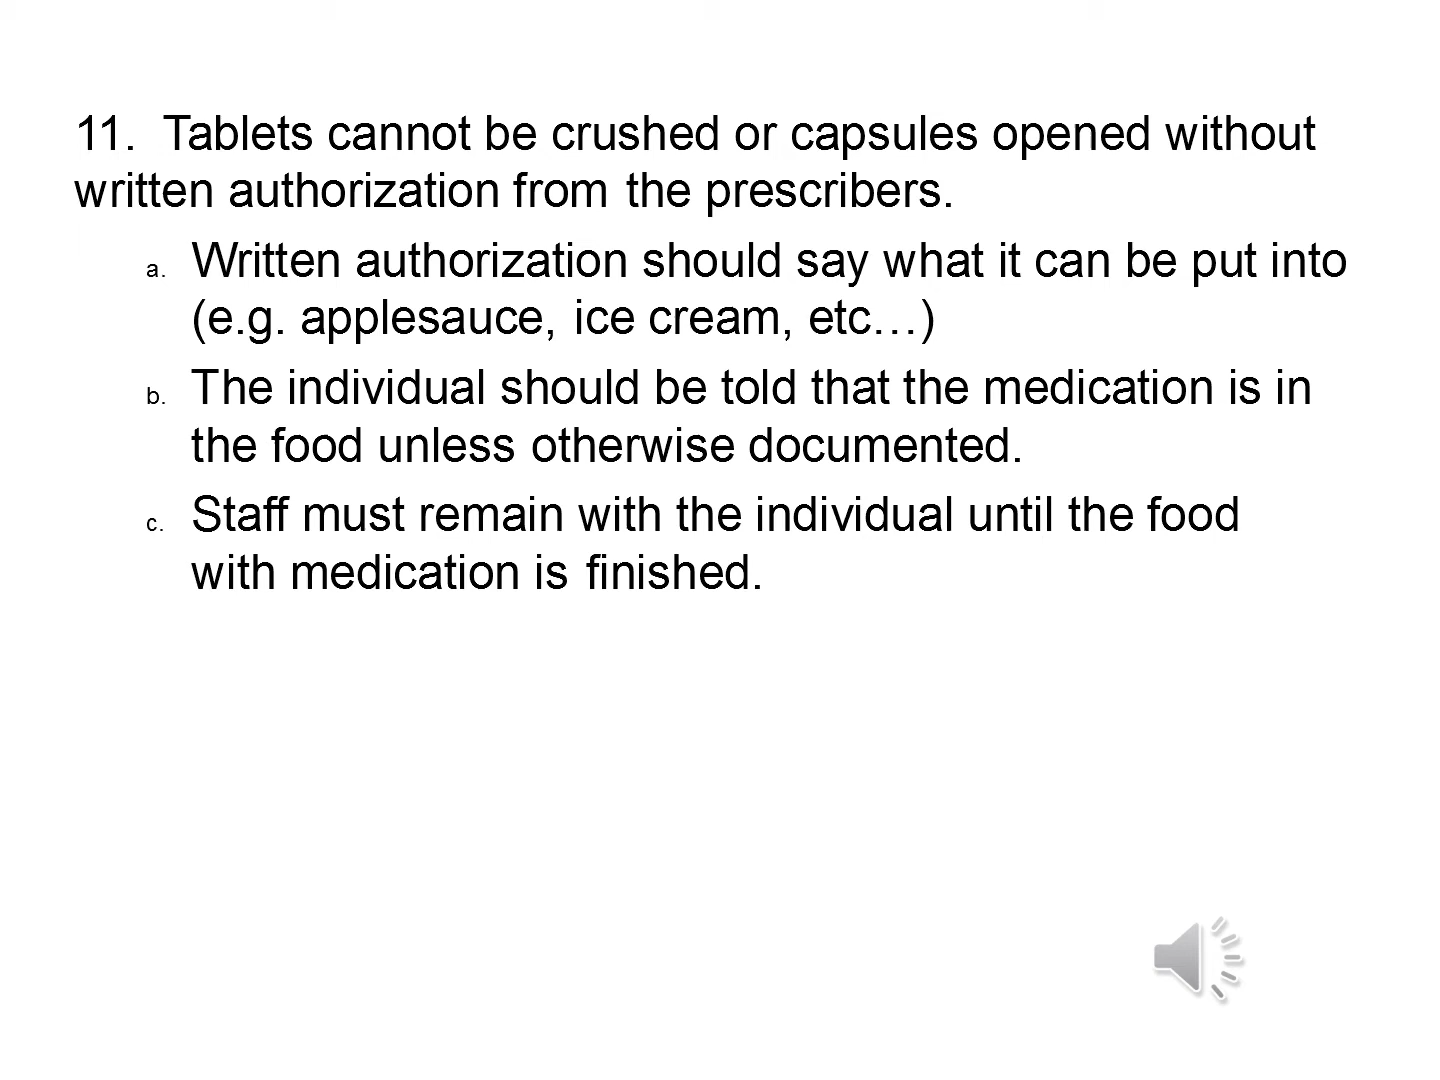 11.  Tablets cannot be crushed or capsules opened without
written authorization from the prescribers.
a. Written authorization should say what it can be put into
(e.g. applesauce, ice cream, etc…)
b. The individual should be told that the medication is in
the food unless otherwise documented.
c. Staff must remain with the individual until the food
with medication is finished.